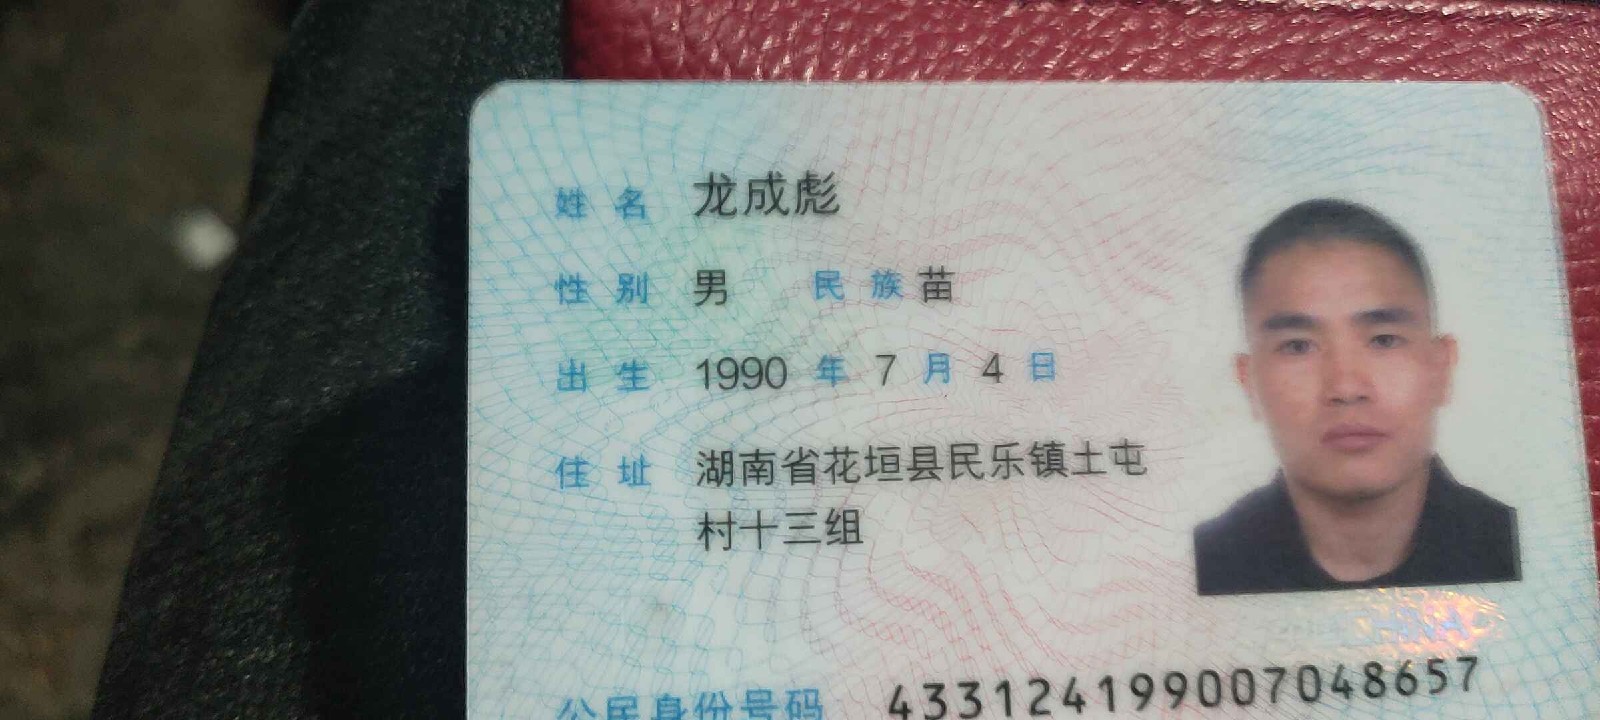 姓名 龙成彪
性别 男 民族 苗
出生 1990 年 7 月 4 日
住址 湖南省花垣县民乐镇土屯
村十三组
公民身份号码 433124199007048657